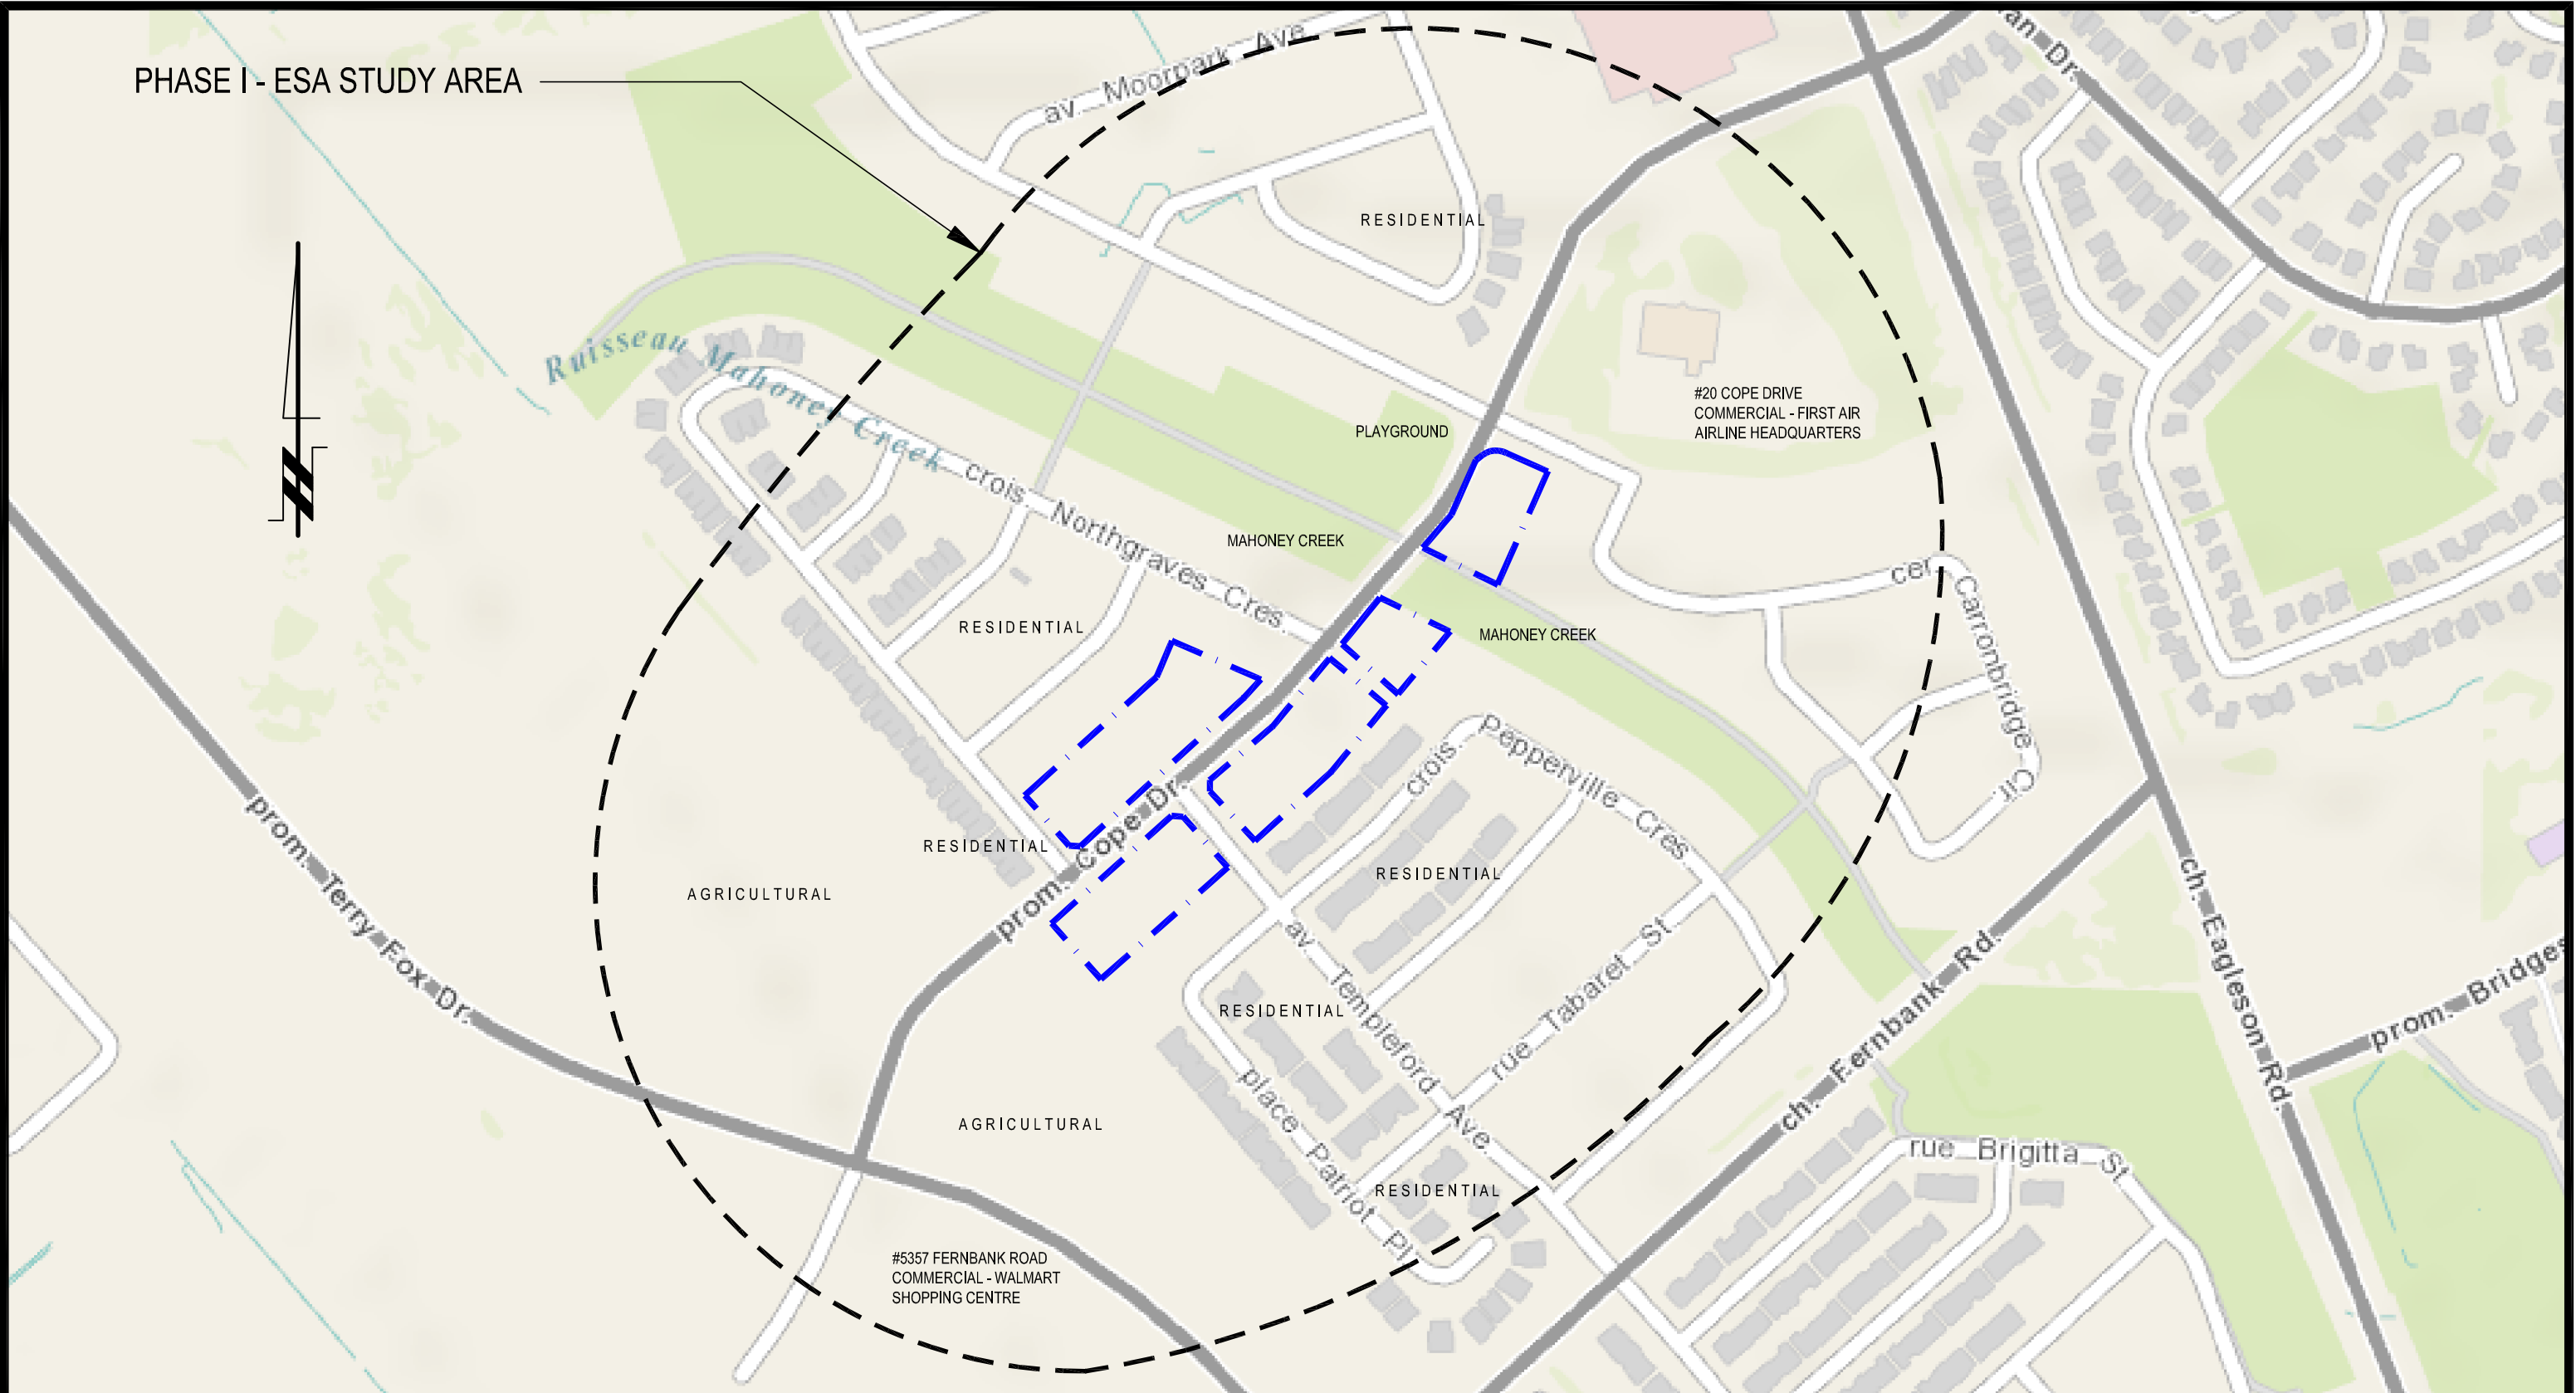 PHASE I - ESA STUDY AREA
av. Moorpark Ave.
RESIDENTIAL
Ruisseau Mahoney Creek
#20 COPE DRIVE
COMMERCIAL - FIRST AIR
AIRLINE HEADQUARTERS
PLAYGROUND
crois. Northgraves Cres.
MAHONEY CREEK
MAHONEY CREEK
cer. Carronbridge Cir.
RESIDENTIAL
crois. Pepperville Cres.
prom. Cope Dr.
RESIDENTIAL
AGRICULTURAL
RESIDENTIAL
prom. Terry Fox Dr.
av. Templeford Ave.
rue Tabaret St
ch. Fernbank Rd.
ch. Eagleson Rd.
RESIDENTIAL
place Patriot Pl.
AGRICULTURAL
rue Brigitta St
RESIDENTIAL
#5357 FERNBANK ROAD
COMMERCIAL - WALMART
SHOPPING CENTRE